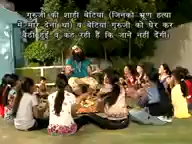 गुरुजी की शाही बेटियां (जिनको भ्रूण हत्या
में मार देना था) व बेटियां गुरुजी को घेर कर
बैठी हुई व कह रही हैं कि जाने नहीं देंगी।